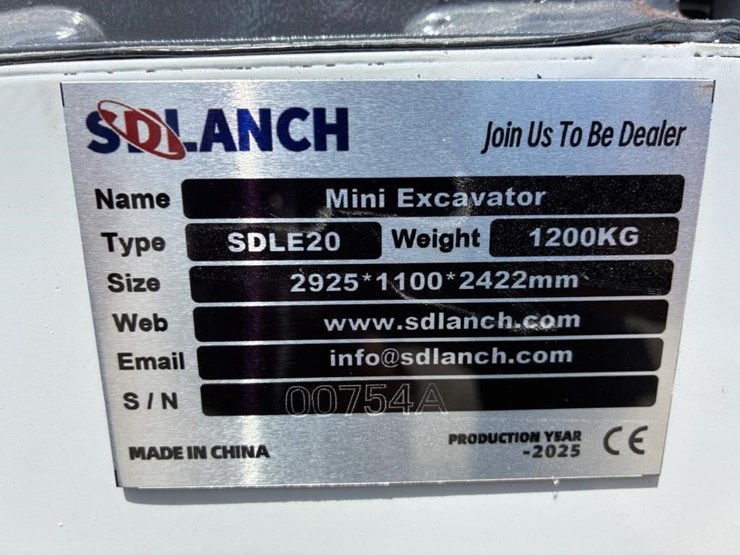 SDLANCH
Join Us To Be Dealer
Name Mini Excavator
Type SDLE20 Weight 1200KG
Size 2925*1100*2422mm
Web www.sdlanch.com
Email info@sdlanch.com
S/N 00754A
MADE IN CHINA
PRODUCTION YEAR
-2025
CE